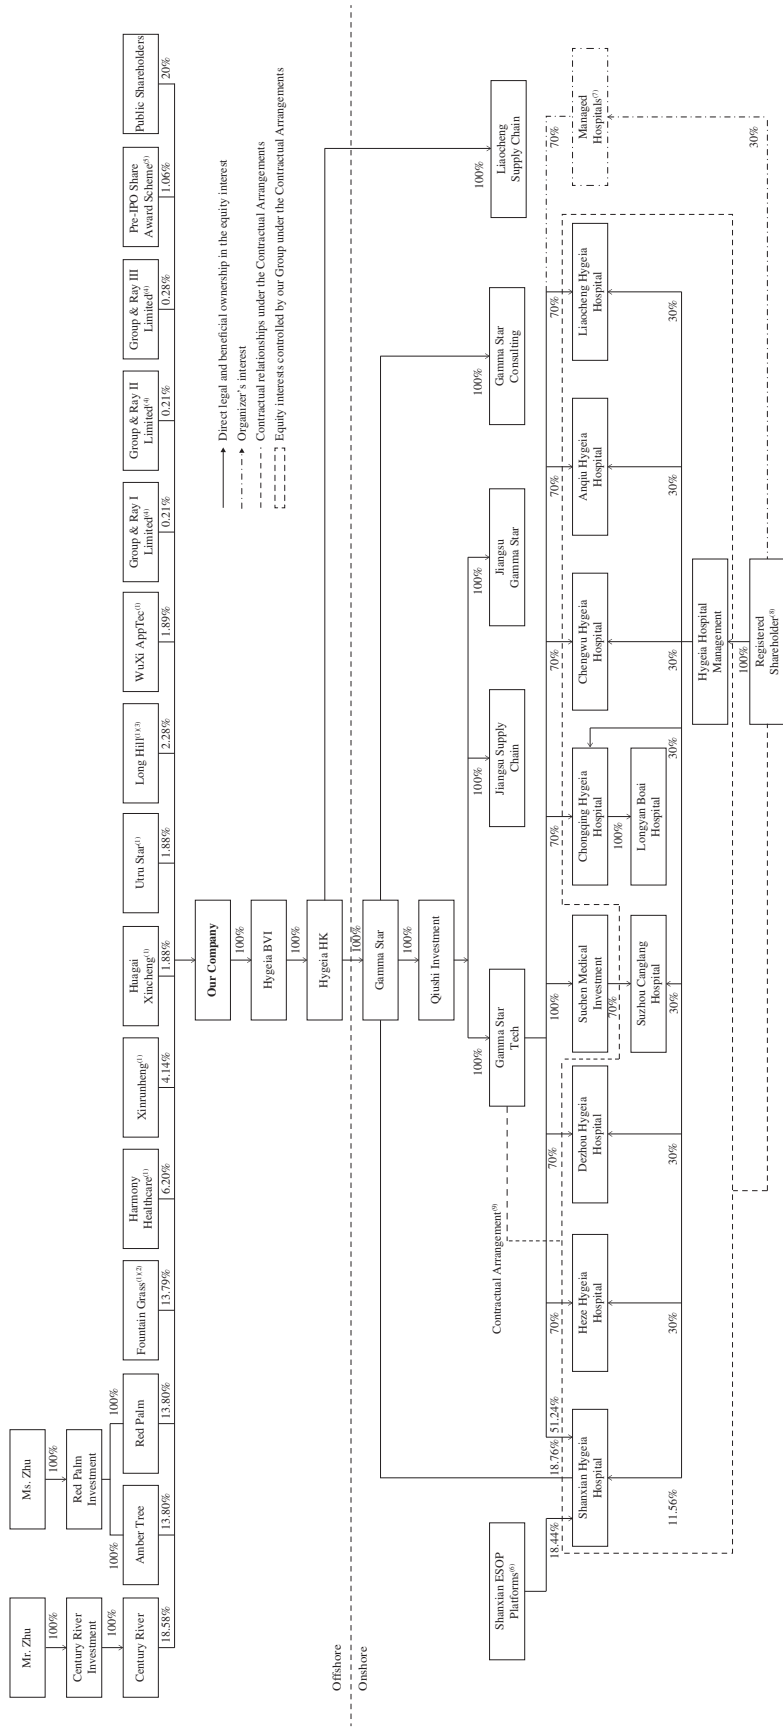 Mr. Zhu
Ms. Zhu
100%
100%
Century River
Investment
Red Palm
Investment
100%
100%
100%
Century River
Amber Tree
Red Palm
Fountain Grass(1)(2)
Harmony
Healthcare(1)
Xinrunheng(1)
Huagai
Xincheng(1)
Utru Star(1)
Long Hill(1)(3)
WuXi AppTec(1)
Group & Ray I
Limited(4)
Group & Ray II
Limited(4)
Group & Ray III
Limited(4)
Pre-IPO Share
Award Scheme(5)
Public Shareholders
18.58%
13.80%
13.80%
13.79%
6.20%
4.14%
1.88%
1.88%
2.28%
1.89%
0.21%
0.21%
0.28%
1.06%
20%
Our Company
100%
Hygeia BVI
100%
Hygeia HK
Direct legal and beneficial ownership in the equity interest
Organizer's interest
Contractual relationships under the Contractual Arrangements
Equity interests controlled by our Group under the Contractual Arrangements
Offshore
Onshore
100%
Gamma Star
100%
Qiushi Investment
100%
100%
100%
100%
100%
Shanxian ESOP
Platforms(6)
Contractual Arrangement(9)
Gamma Star
Tech
Jiangsu Supply
Chain
Jiangsu
Gamma Star
Gamma Star
Consulting
Liaocheng
Supply Chain
18.44%
18.76%
51.24%
70%
70%
100%
70%
70%
70%
70%
70%
Shanxian Hygeia
Hospital
Heze Hygeia
Hospital
Dezhou Hygeia
Hospital
Suchen Medical
Investment
Chongqing Hygeia
Hospital
Chengwu Hygeia
Hospital
Anqiu Hygeia
Hospital
Liaocheng Hygeia
Hospital
Managed
Hospitals(7)
70%
100%
Suzhou Canglang
Hospital
Longyan Boai
Hospital
11.56%
30%
30%
30%
30%
30%
30%
30%
Hygeia Hospital
Management
100%
30%
Registered
Shareholder(8)